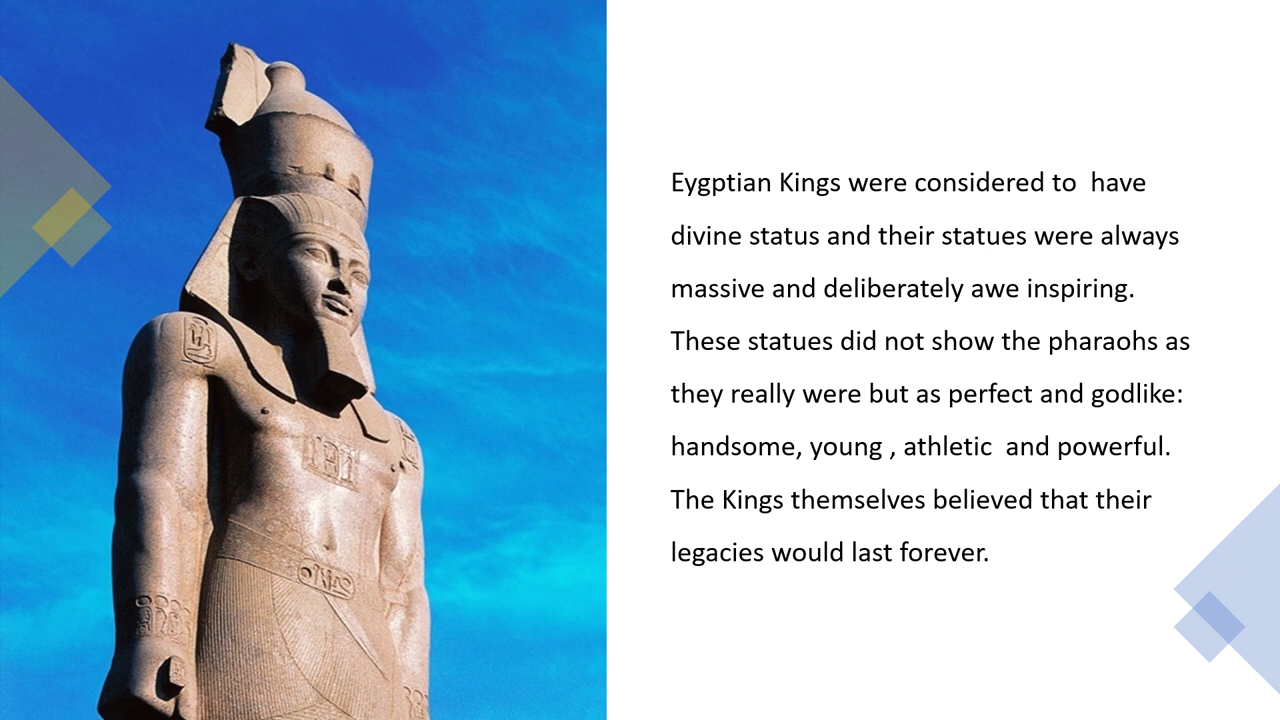 Eygptian Kings were considered to  have
divine status and their statues were always
massive and deliberately awe inspiring.
These statues did not show the pharaohs as
they really were but as perfect and godlike:
handsome, young , athletic  and powerful.
The Kings themselves believed that their
legacies would last forever.